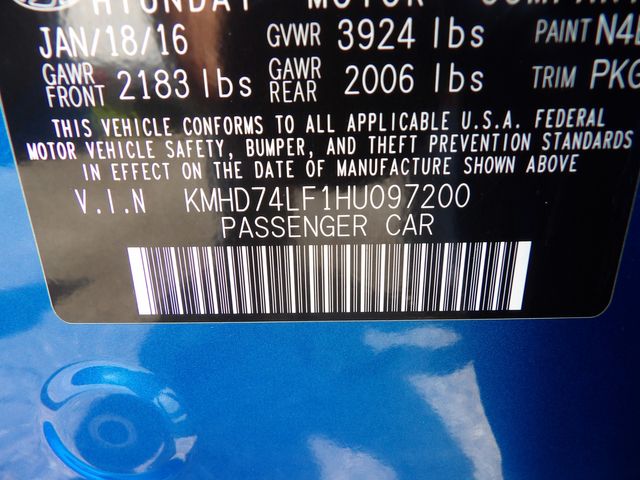 HYUNDAI MOTOR
JAN/18/16 GVWR 3924 lbs PAINT
GAWR FRONT 2183 lbs GAWR REAR 2006 lbs TRIM PKG
THIS VEHICLE CONFORMS TO ALL APPLICABLE U.S.A. FEDERAL
MOTOR VEHICLE SAFETY, BUMPER, AND THEFT PREVENTION STANDARDS
IN EFFECT ON THE DATE OF MANUFACTURE SHOWN ABOVE
V.I.N KMHD74LF1HU097200
PASSENGER CAR